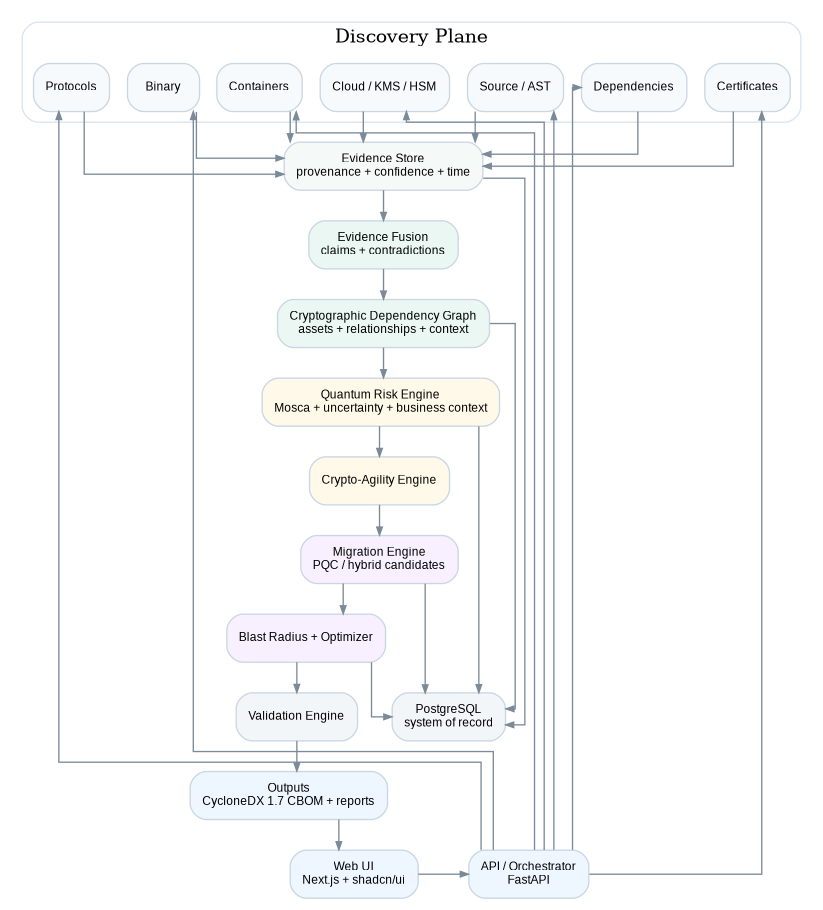 Discovery Plane
Protocols
Binary
Containers
Cloud / KMS / HSM
Source / AST
Dependencies
Certificates
Evidence Store
provenance + confidence + time
Evidence Fusion
claims + contradictions
Cryptographic Dependency Graph
assets + relationships + context
Quantum Risk Engine
Mosca + uncertainty + business context
Crypto-Agility Engine
Migration Engine
PQC / hybrid candidates
Blast Radius + Optimizer
Validation Engine
PostgreSQL
system of record
Outputs
CycloneDX 1.7 CBOM + reports
Web UI
Next.js + shadcn/ui
API / Orchestrator
FastAPI